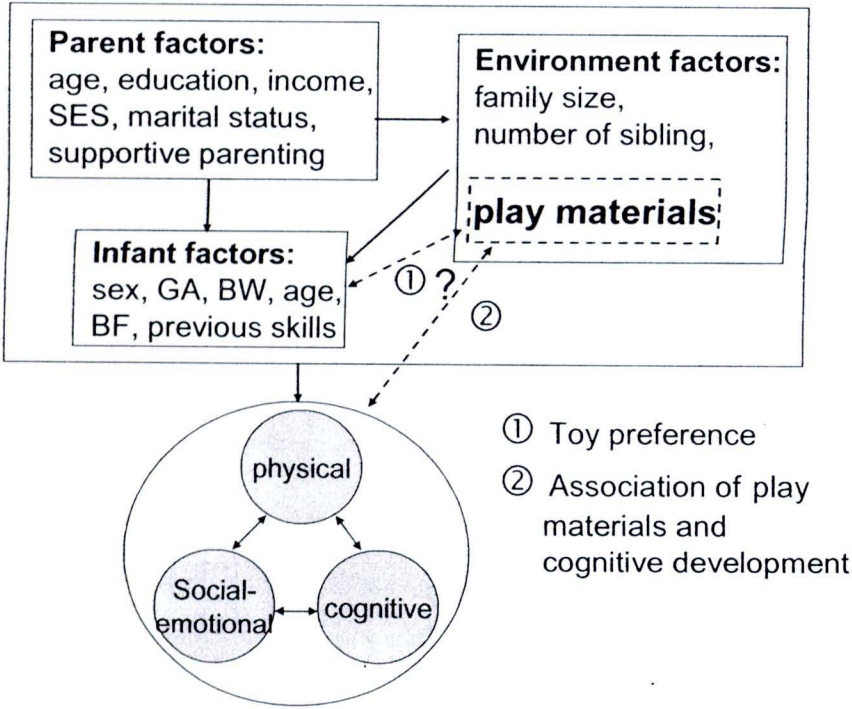 Parent factors:
age, education, income,
SES, marital status,
supportive parenting
Environment factors:
family size,
number of sibling,
play materials
Infant factors:
sex, GA, BW, age,
BF, previous skills
① ?
②
physical
Social-
emotional
cognitive
① Toy preference
② Association of play
materials and
cognitive development